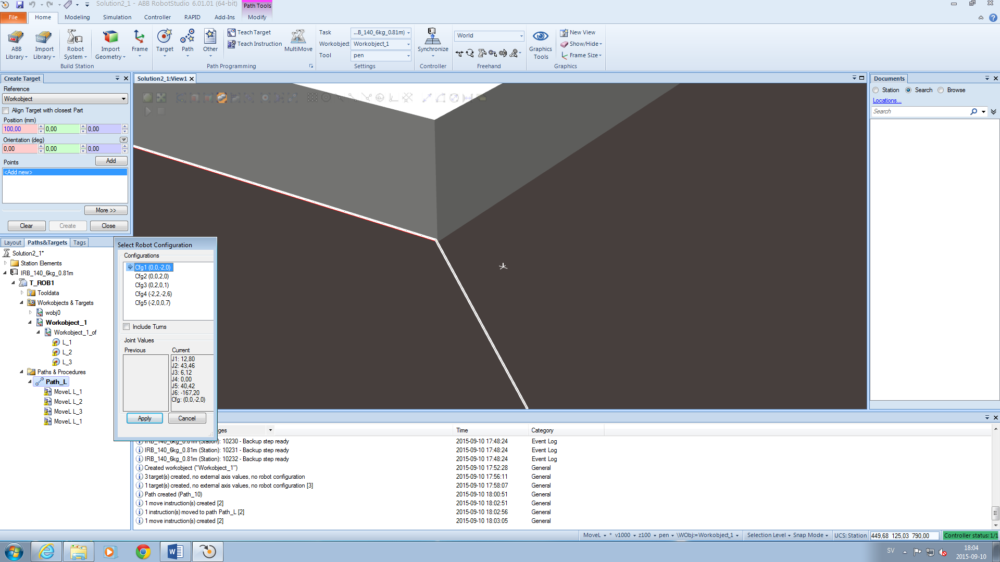 Solution2_1 - ABB RobotStudio 6.01.01 (64-bit)
Path Tools
File Home Modeling Simulation Controller RAPID Add-Ins Modify
ABB Library
Import Library
Robot System
Import Geometry
Frame
Build Station
Target
Path
Other
Teach Target
Teach Instruction
MultiMove
Path Programming
Task ...B_140_6kg_0.81m)
Workobject Workobject_1
Tool pen
Settings
Synchronize
Controller
World
Freehand
Graphics Tools
New View
Show/Hide
Frame Size
Graphics
Create Target
Reference
Workobject
Align Target with closest Part
Position (mm)
100,00 0,00 0,00
Orientation (deg)
0,00 0,00 0,00
Points
Add
<Add new>
More >>
Clear Create Close
Solution2_1:View1
Documents
Station Search Browse
Locations...
Search
Layout Paths&Targets Tags
Solution2_1*
Station Elements
IRB_140_6kg_0.81m
T_ROB1
Tooldata
Workobjects & Targets
wobj0
Workobject_1
Workobject_1_of
L_1
L_2
L_3
Paths & Procedures
Path_L
MoveL L_1
MoveL L_2
MoveL L_3
MoveL L_1
Select Robot Configuration
Configurations
Cfg1 (0,0,-2,0)
Cfg2 (0,0,2,0)
Cfg3 (0,2,0,1)
Cfg4 (-2,2,-2,6)
Cfg5 (-2,0,0,7)
Include Turns
Joint Values
Previous Current
J1: 12,80
J2: 43,46
J3: 6,12
J4: 0,00
J5: 40,42
J6: -167,20
Cfg: (0,0,-2,0)
Apply Cancel
ges Time Category
IRB_140_6kg_0.81m (Station): 10230 - Backup step ready 2015-09-10 17:48:24 Event Log
IRB_140_6kg_0.81m (Station): 10231 - Backup step ready 2015-09-10 17:48:24 Event Log
IRB_140_6kg_0.81m (Station): 10232 - Backup step ready 2015-09-10 17:48:24 Event Log
Created workobject ("Workobject_1") 2015-09-10 17:52:28 General
3 target(s) created, no external axis values, no robot configuration 2015-09-10 17:56:11 General
1 target(s) created, no external axis values, no robot configuration [3] 2015-09-10 17:58:07 General
Path created (Path_10) 2015-09-10 18:00:51 General
1 move instruction(s) created [2] 2015-09-10 18:02:51 General
1 instruction(s) moved to path Path_L [2] 2015-09-10 18:02:56 General
1 move instruction(s) created [2] 2015-09-10 18:03:05 General
MoveL * v1000 z100 pen \WObj:=Workobject_1 Selection Level Snap Mode UCS: Station 449,68 125,03 790,00 Controller status: 1/1
SV
18:04
2015-09-10